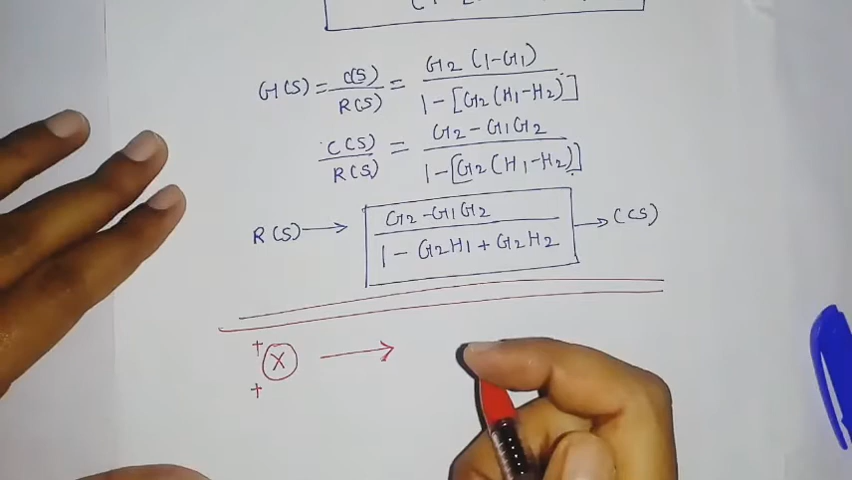 G(S) = C(S)/R(S) = G2 (1-G1) / 1-[G2(H1-H2)]
C(S)/R(S) = G2-G1G2 / 1-[G2(H1-H2)]
R(S) → G2-G1G2 / 1-G2H1+G2H2 → C(S)
+ X →
+